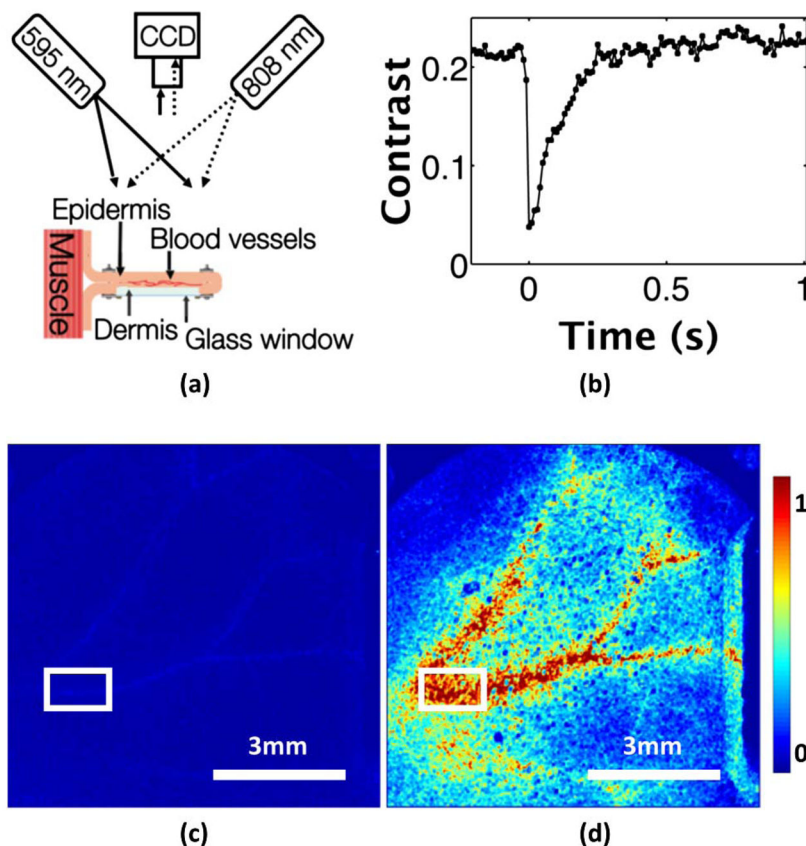 595 nm
CCD
808 nm
Epidermis
Blood vessels
Muscle
Dermis
Glass window
(a)
Contrast
0.2
0.1
0
0
0.5
1
Time (s)
(b)
3mm
(c)
3mm
1
0
(d)